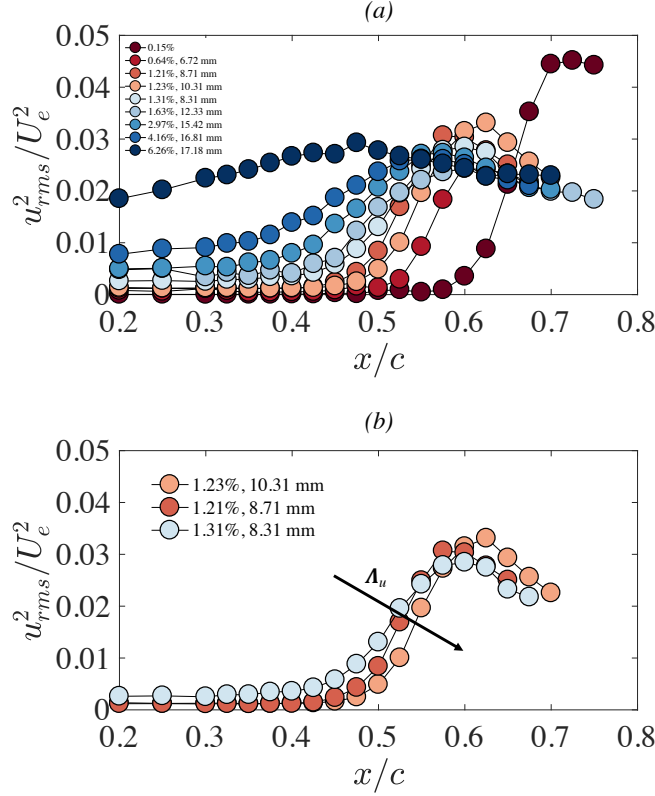 (a)
0.05
0.04
0.03
0.02
0.01
0
u²rms/U²e
0.15%
0.64%, 6.72 mm
1.21%, 8.71 mm
1.23%, 10.31 mm
1.31%, 8.31 mm
1.63%, 12.33 mm
2.97%, 15.42 mm
4.16%, 16.81 mm
6.26%, 17.18 mm
0.2 0.3 0.4 0.5 0.6 0.7 0.8
x/c
(b)
0.05
0.04
0.03
0.02
0.01
0
u²rms/U²e
1.23%, 10.31 mm
1.21%, 8.71 mm
1.31%, 8.31 mm
Λu
0.2 0.3 0.4 0.5 0.6 0.7 0.8
x/c